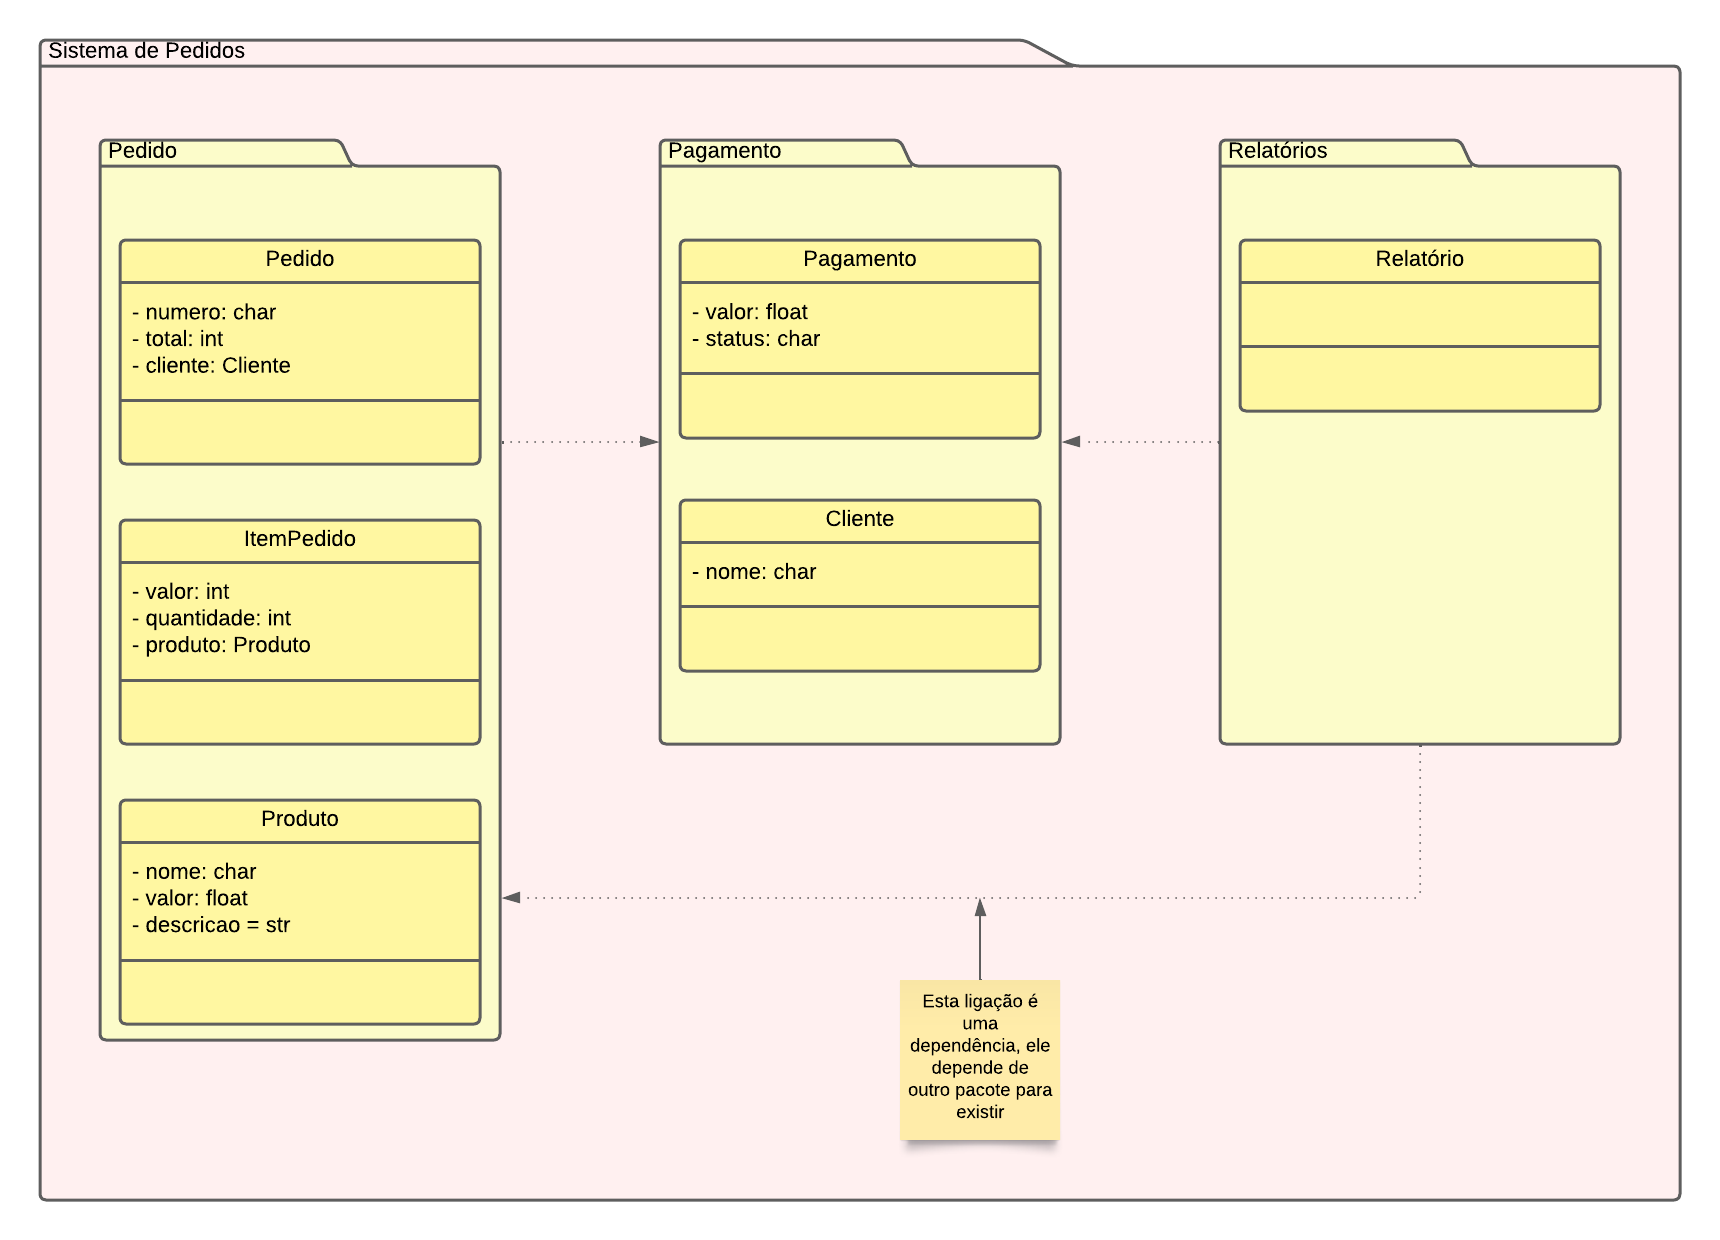 Sistema de Pedidos
Pedido
Pedido
- numero: char
- total: int
- cliente: Cliente
ItemPedido
- valor: int
- quantidade: int
- produto: Produto
Produto
- nome: char
- valor: float
- descricao = str
Pagamento
Pagamento
- valor: float
- status: char
Cliente
- nome: char
Relatórios
Relatório
Esta ligação é
uma
dependência, ele
depende de
outro pacote para
existir